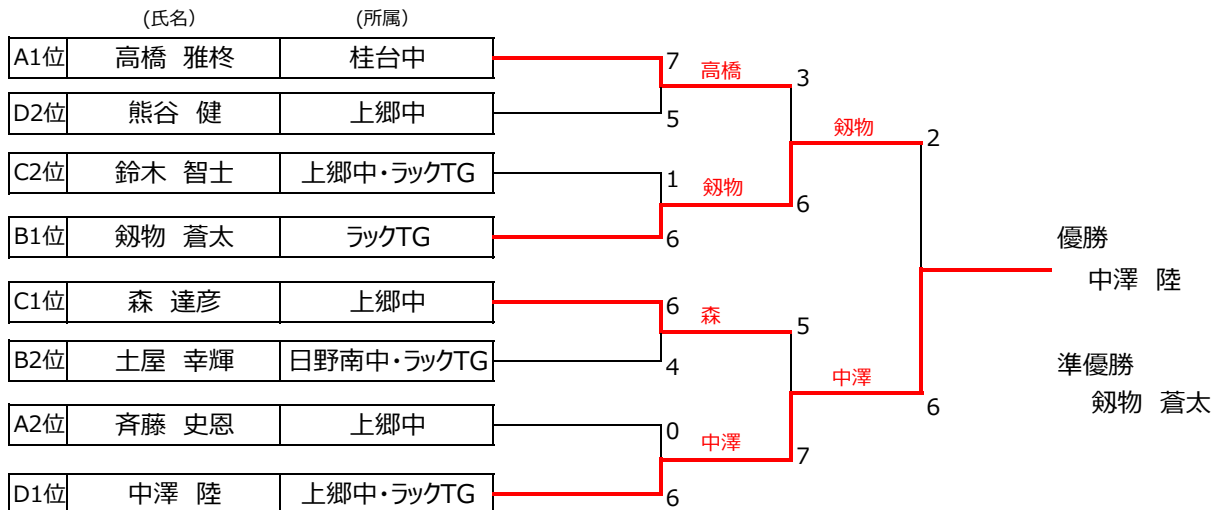 (氏名) (所属)
A1位 高橋 雅柊 桂台中 7
高橋 3
D2位 熊谷 健 上郷中 5
剱物 2
C2位 鈴木 智士 上郷中・ラックTG 1
剱物 6
B1位 剱物 蒼太 ラックTG 6
優勝
中澤 陸
C1位 森 達彦 上郷中 6
森 5
B2位 土屋 幸輝 日野南中・ラックTG 4
準優勝
中澤 6
剱物 蒼太
A2位 斉藤 史恩 上郷中 0
中澤 7
D1位 中澤 陸 上郷中・ラックTG 6